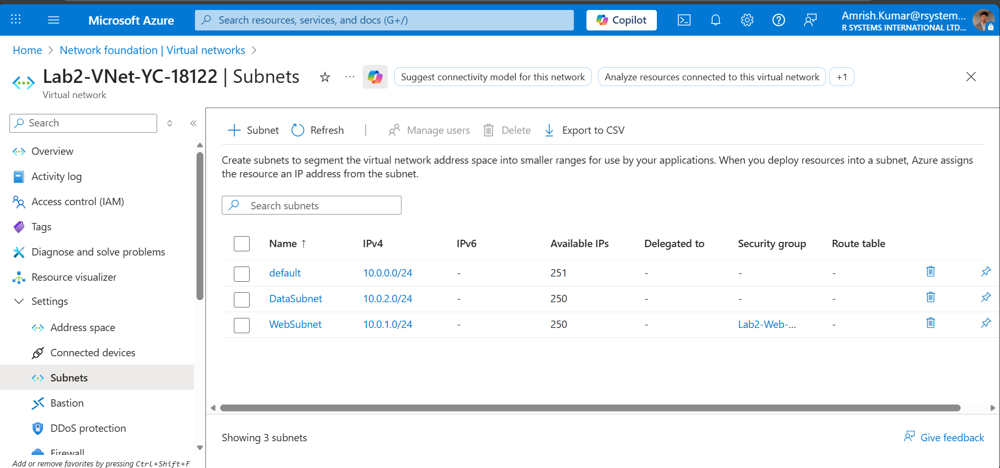 Microsoft Azure
Search resources, services, and docs (G+/)
Copilot
Amrish.Kumar@rsystem...
R SYSTEMS INTERNATIONAL LTD...
Home > Network foundation | Virtual networks >
Lab2-VNet-YC-18122 | Subnets
Virtual network
Suggest connectivity model for this network
Analyze resources connected to this virtual network
+1
Search
Overview
Activity log
Access control (IAM)
Tags
Diagnose and solve problems
Resource visualizer
Settings
Address space
Connected devices
Subnets
Bastion
DDoS protection
Firewall
Add or remove favorites by pressing Ctrl+Shift+F
Subnet Refresh | Manage users Delete Export to CSV
Create subnets to segment the virtual network address space into smaller ranges for use by your applications. When you deploy resources into a subnet, Azure assigns
the resource an IP address from the subnet.
Search subnets
Name ↑ IPv4 IPv6 Available IPs Delegated to Security group Route table
default 10.0.0.0/24 - 251 - - -
DataSubnet 10.0.2.0/24 - 250 - - -
WebSubnet 10.0.1.0/24 - 250 - Lab2-Web-... -
Showing 3 subnets
Give feedback